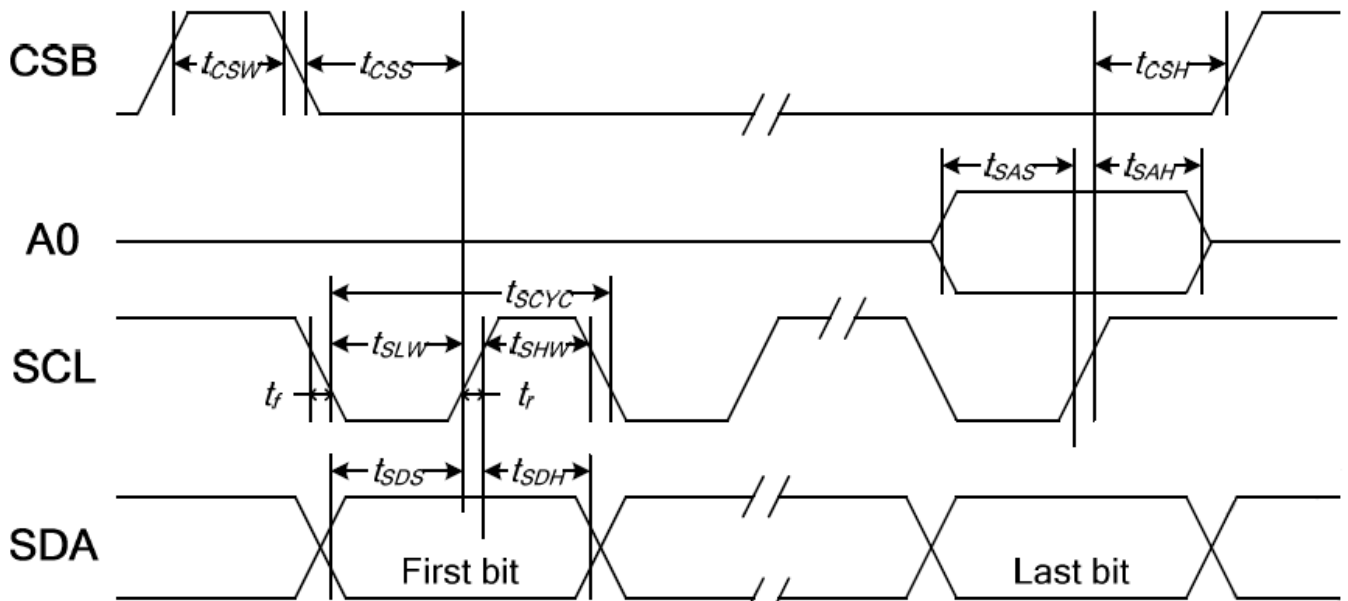 CSB
tCSW
tCSS
tCSH
A0
tSAS
tSAH
tSCYC
SCL
tSLW
tSHW
tf
tr
tSDS
tSDH
SDA
First bit
Last bit